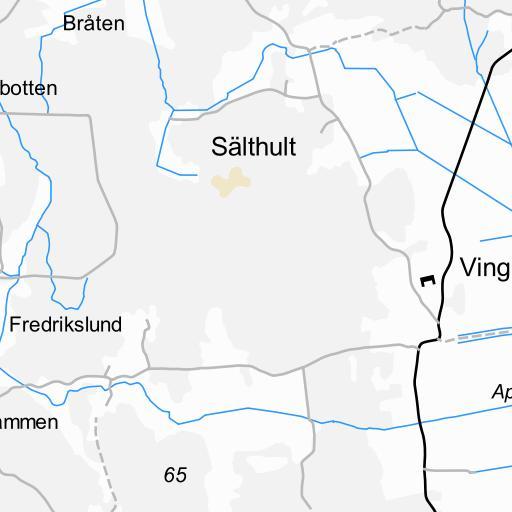 Bråten
botten
Sälthult
Ving
Fredrikslund
Ap
ammen
65